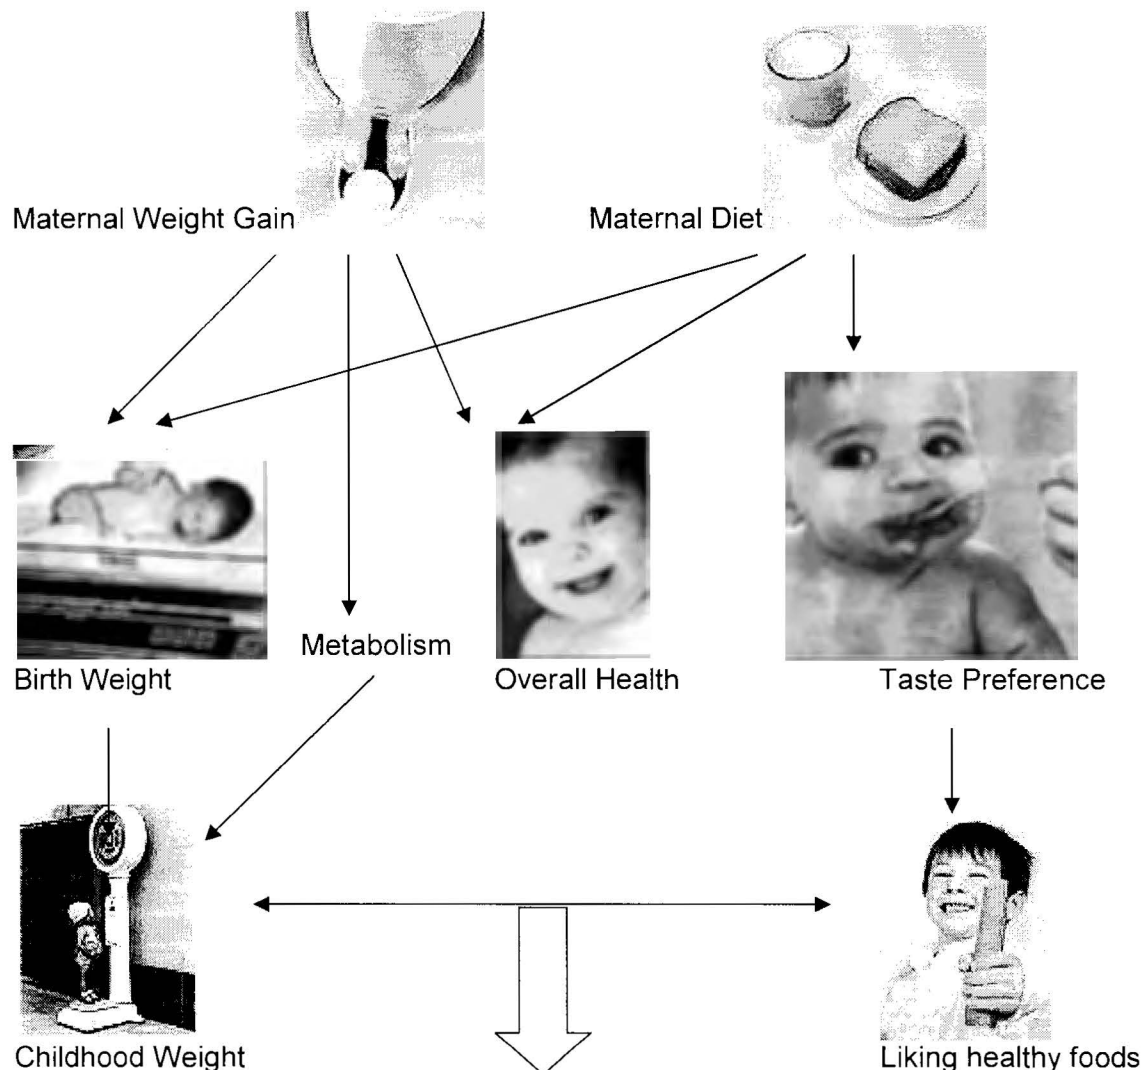 Maternal Weight Gain
Maternal Diet
Metabolism
Birth Weight
Overall Health
Taste Preference
Childhood Weight
Liking healthy foods